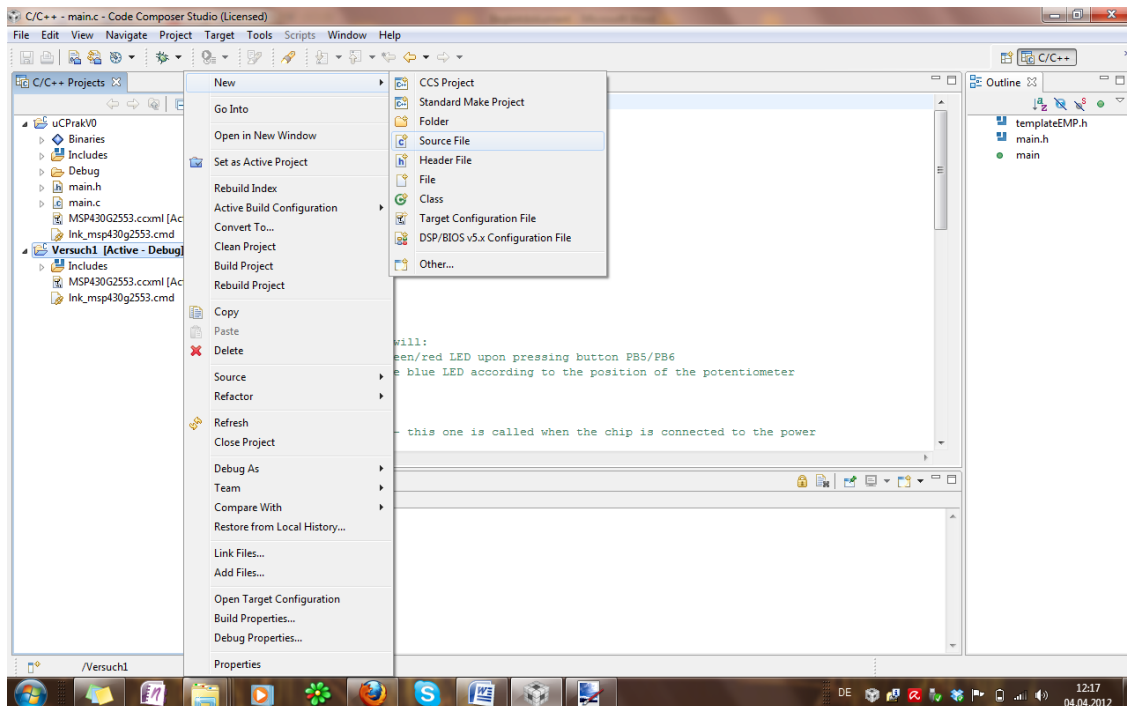 C/C++ - main.c - Code Composer Studio (Licensed)
File Edit View Navigate Project Target Tools Scripts Window Help
C/C++
C/C++ Projects
uCPrakV0
Binaries
Includes
Debug
main.h
main.c
MSP430G2553.ccxml [Ac
lnk_msp430g2553.cmd
Versuch1 [Active - Debug]
Includes
MSP430G2553.ccxml [Ac
lnk_msp430g2553.cmd
New
Go Into
Open in New Window
Set as Active Project
Rebuild Index
Active Build Configuration
Convert To...
Clean Project
Build Project
Rebuild Project
Copy
Paste
Delete
Source
Refactor
Refresh
Close Project
Debug As
Team
Compare With
Restore from Local History...
Link Files...
Add Files...
Open Target Configuration
Build Properties...
Debug Properties...
Properties
CCS Project
Standard Make Project
Folder
Source File
Header File
File
Class
Target Configuration File
DSP/BIOS v5.x Configuration File
Other...
will:
een/red LED upon pressing button PB5/PB6
e blue LED according to the position of the potentiometer
- this one is called when the chip is connected to the power
Outline
templateEMP.h
main.h
main
/Versuch1
DE
12:17
04.04.2012